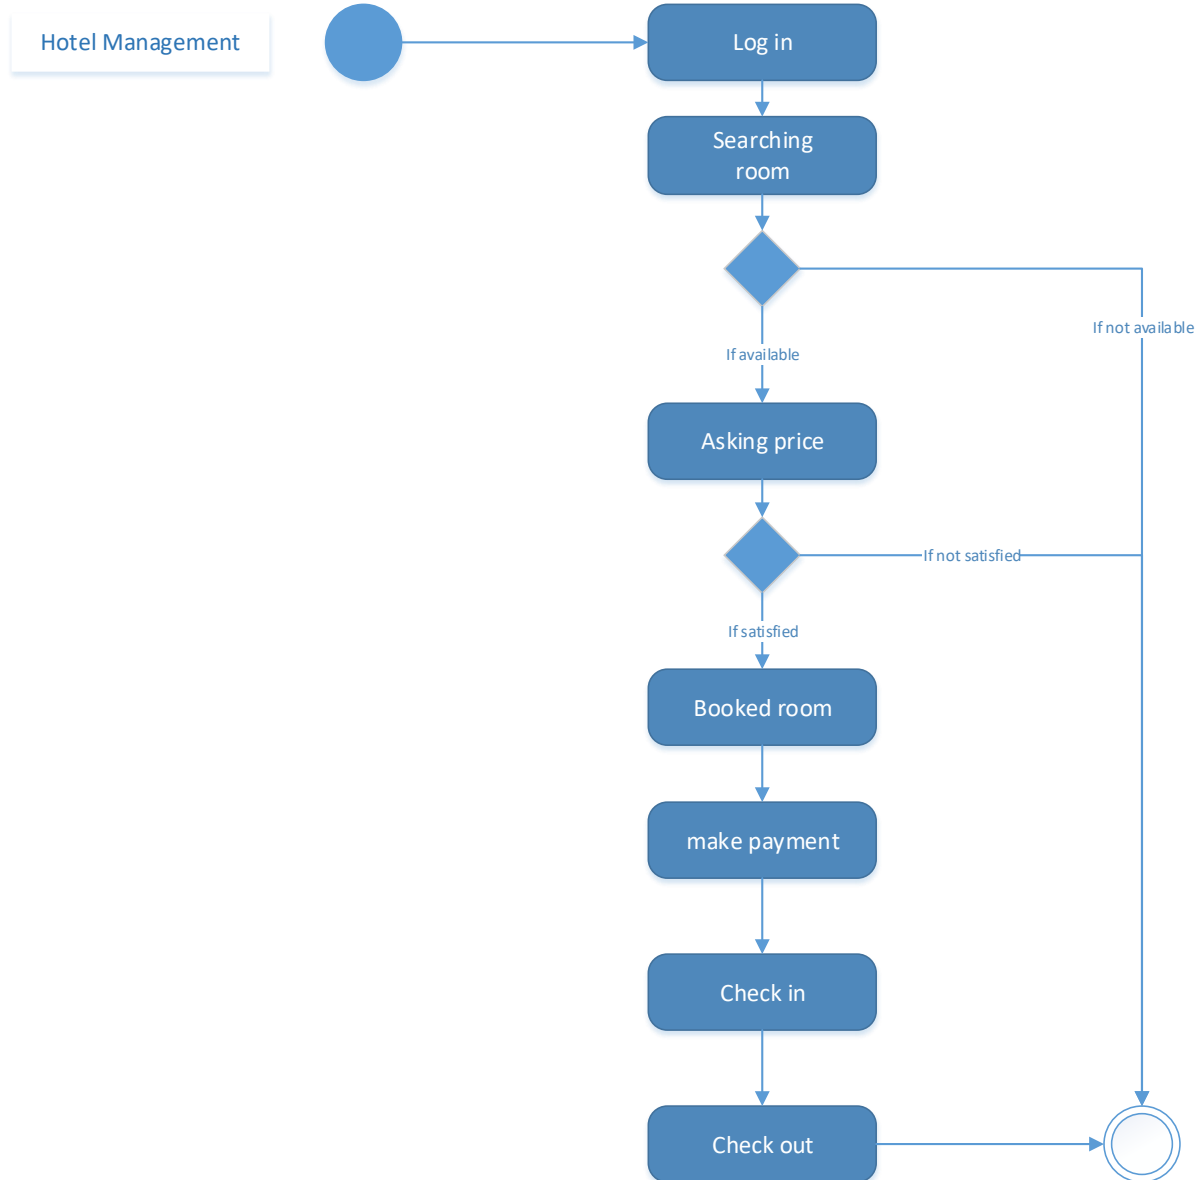 Hotel Management
Log in
Searching
room
If not available
If available
Asking price
If not satisfied
If satisfied
Booked room
make payment
Check in
Check out